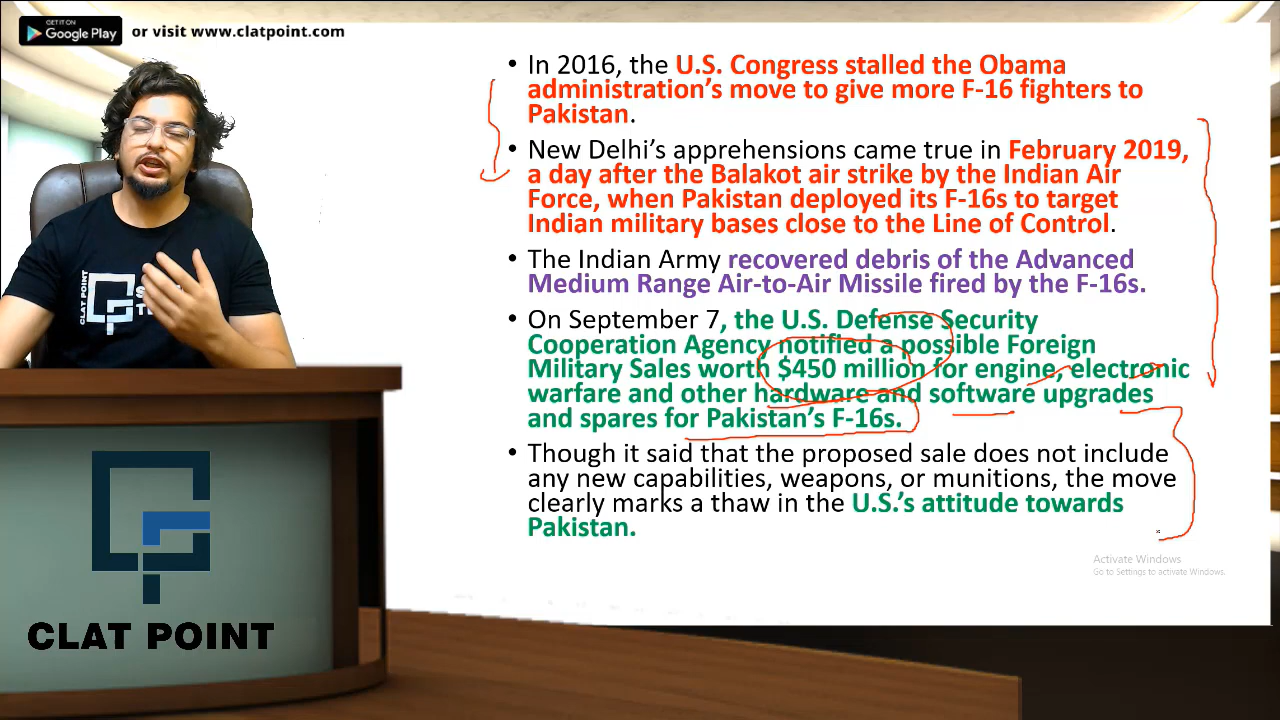 GET IT ON
Google Play
or visit www.clatpoint.com
• In 2016, the U.S. Congress stalled the Obama
administration’s move to give more F-16 fighters to
Pakistan.
• New Delhi’s apprehensions came true in February 2019,
a day after the Balakot air strike by the Indian Air
Force, when Pakistan deployed its F-16s to target
Indian military bases close to the Line of Control.
• The Indian Army recovered debris of the Advanced
Medium Range Air-to-Air Missile fired by the F-16s.
• On September 7, the U.S. Defense Security
Cooperation Agency notified a possible Foreign
Military Sales worth $450 million for engine, electronic
warfare and other hardware and software upgrades
and spares for Pakistan’s F-16s.
• Though it said that the proposed sale does not include
any new capabilities, weapons, or munitions, the move
clearly marks a thaw in the U.S.’s attitude towards
Pakistan.
Activate Windows
Go to Settings to activate Windows.
CLAT POINT
CLAT POINT